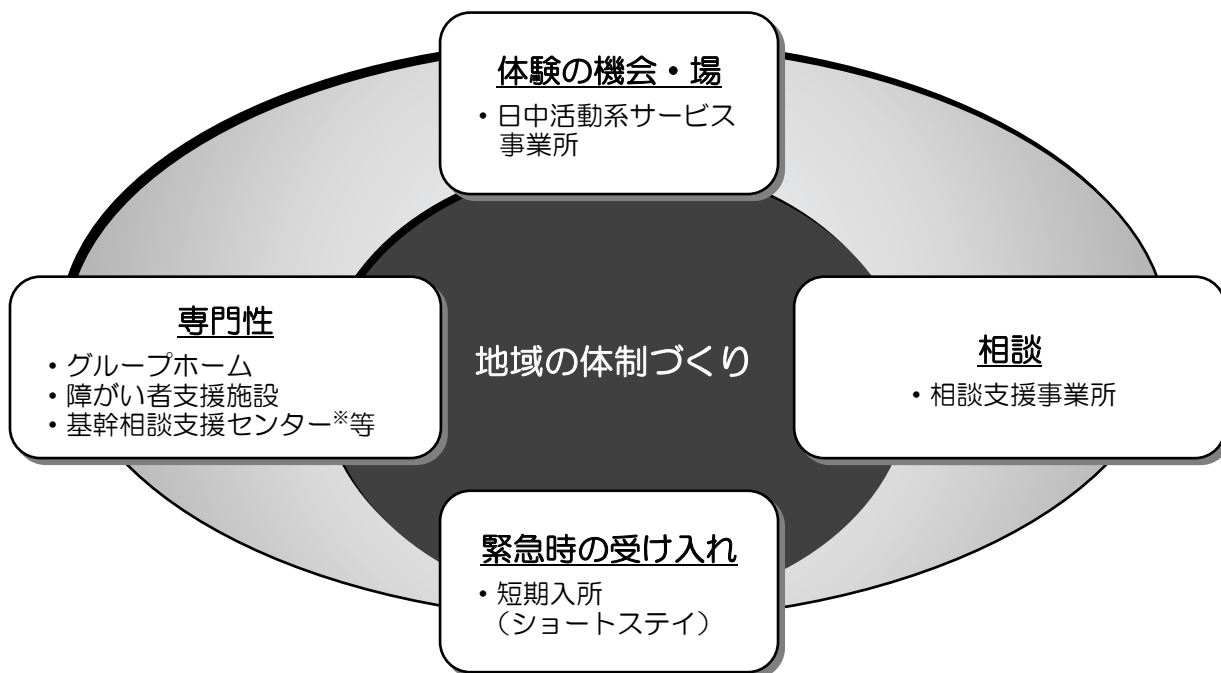 体験の機会・場
・日中活動系サービス
事業所
専門性
・グループホーム
・障がい者支援施設
・基幹相談支援センター※等
地域の体制づくり
相談
・相談支援事業所
緊急時の受け入れ
・短期入所
（ショートステイ）